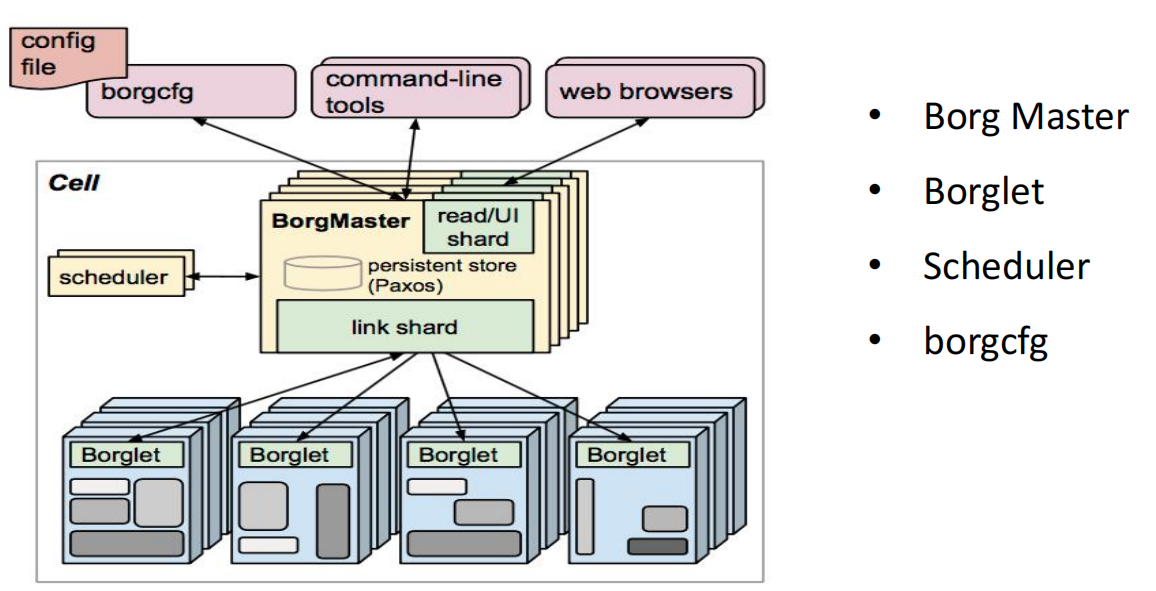 config
file
borgcfg
command-line
tools
web browsers
Cell
BorgMaster
read/UI
shard
scheduler
persistent store
(Paxos)
link shard
Borglet
Borglet
Borglet
Borglet
• Borg Master
• Borglet
• Scheduler
• borgcfg